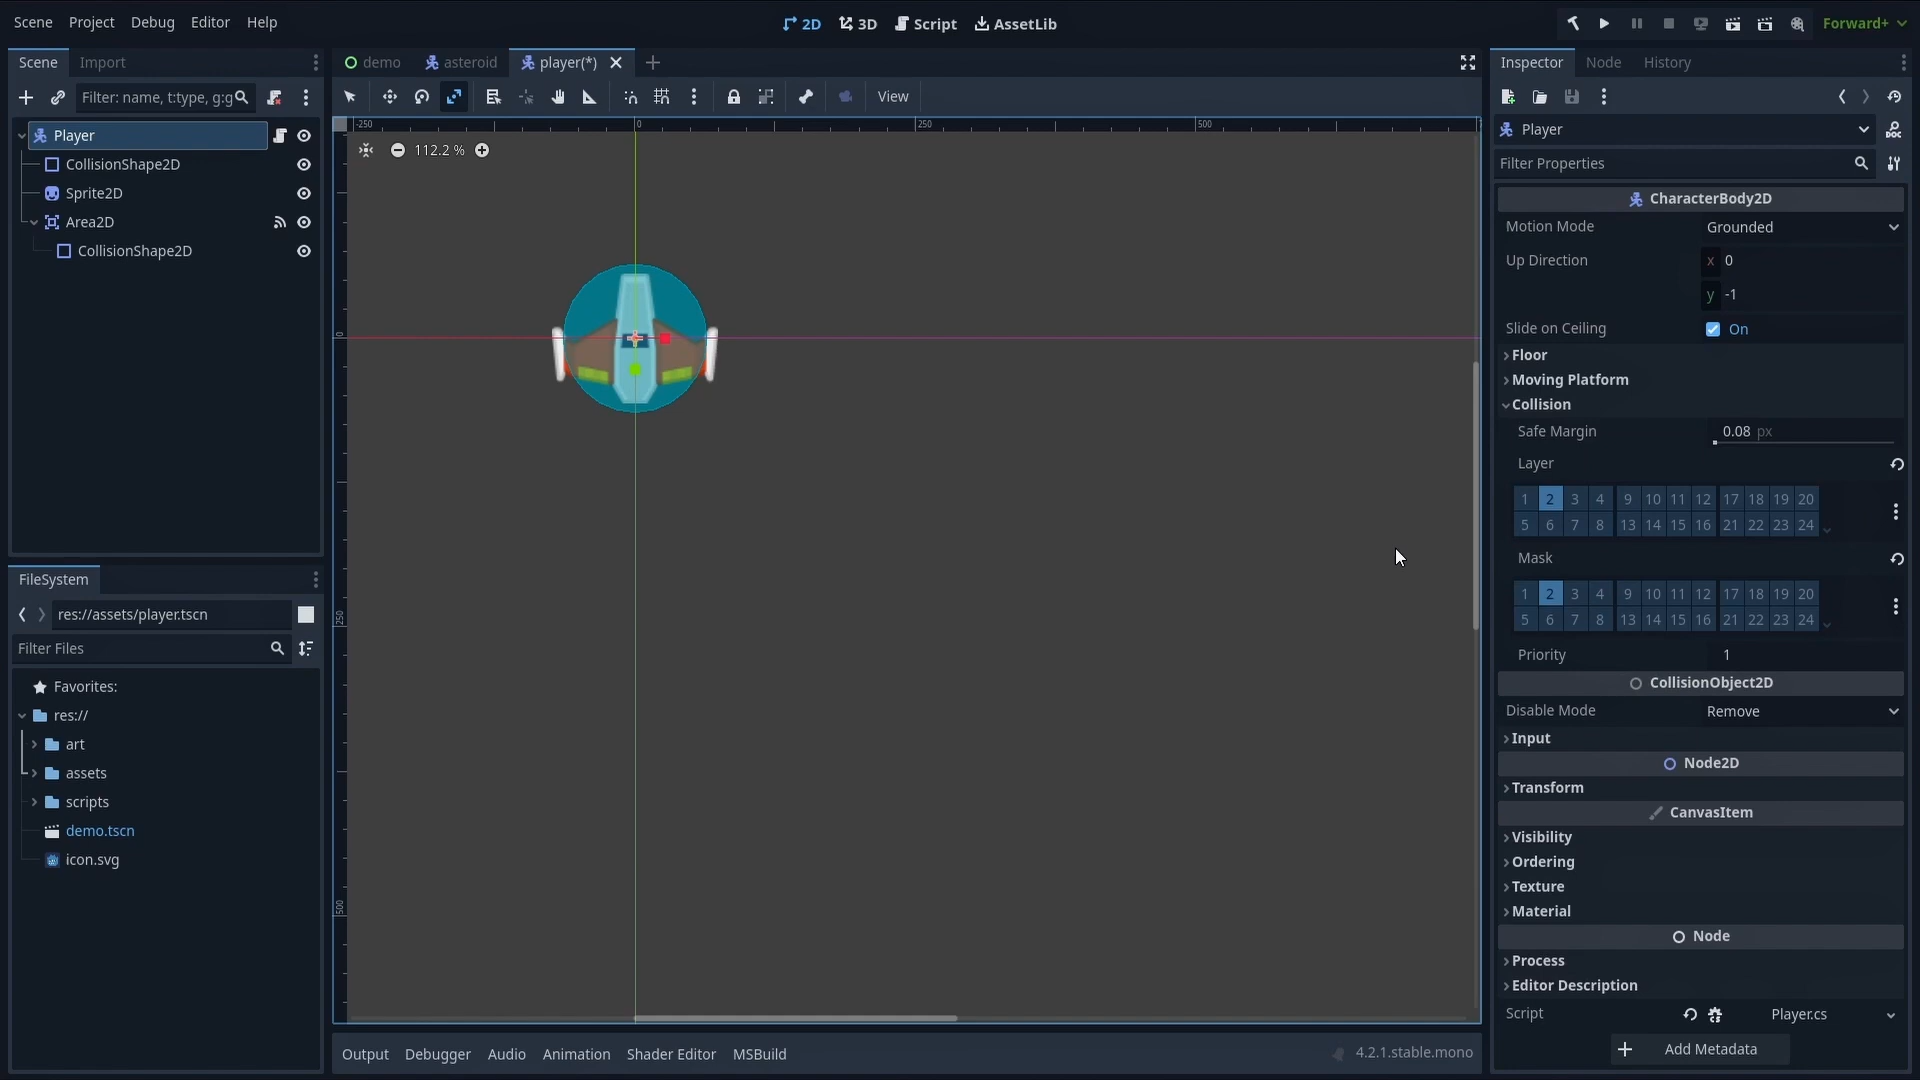 Scene Project Debug Editor Help
2D 3D Script AssetLib
Forward+
Scene Import
demo asteroid player(*)
Inspector Node History
Filter: name, t:type, g:g
View
Player
CollisionShape2D
Sprite2D
Area2D
CollisionShape2D
-250 0 250 500
112.2 %
0
250
500
FileSystem
res://assets/player.tscn
Filter Files
Favorites:
res://
art
assets
scripts
demo.tscn
icon.svg
Output Debugger Audio Animation Shader Editor MSBuild
4.2.1.stable.mono
Player
Filter Properties
CharacterBody2D
Motion Mode Grounded
Up Direction x 0
y -1
Slide on Ceiling On
Floor
Moving Platform
Collision
Safe Margin 0.08 px
Layer
1 2 3 4 9 10 11 12 17 18 19 20
5 6 7 8 13 14 15 16 21 22 23 24
Mask
1 2 3 4 9 10 11 12 17 18 19 20
5 6 7 8 13 14 15 16 21 22 23 24
Priority 1
CollisionObject2D
Disable Mode Remove
Input
Node2D
Transform
CanvasItem
Visibility
Ordering
Texture
Material
Node
Process
Editor Description
Script Player.cs
Add Metadata